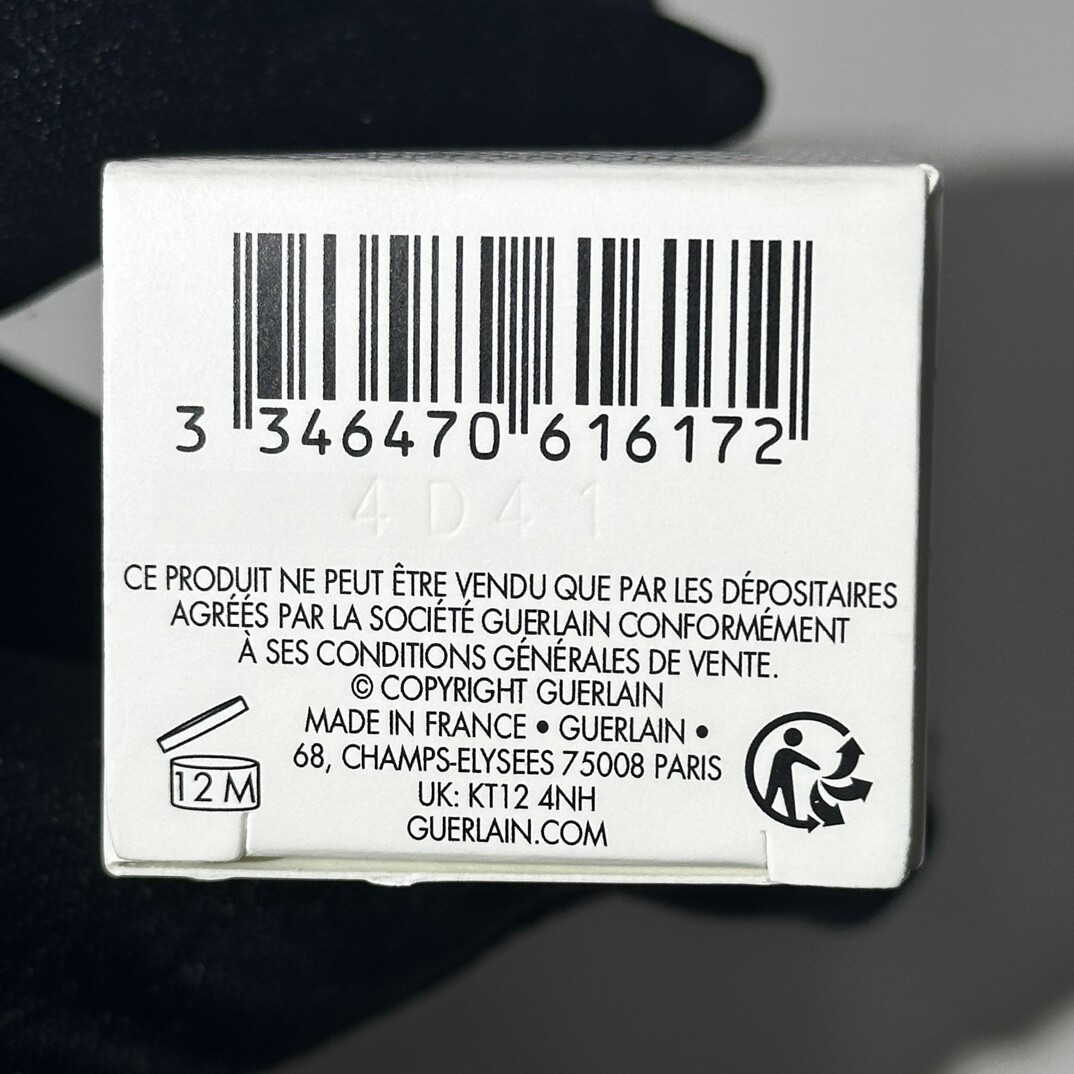 3 346470 616172
4D41
CE PRODUIT NE PEUT ÊTRE VENDU QUE PAR LES DÉPOSITAIRES
AGRÉÉS PAR LA SOCIÉTÉ GUERLAIN CONFORMÉMENT
À SES CONDITIONS GÉNÉRALES DE VENTE.
© COPYRIGHT GUERLAIN
MADE IN FRANCE • GUERLAIN •
68, CHAMPS-ELYSEES 75008 PARIS
UK: KT12 4NH
GUERLAIN.COM
12 M